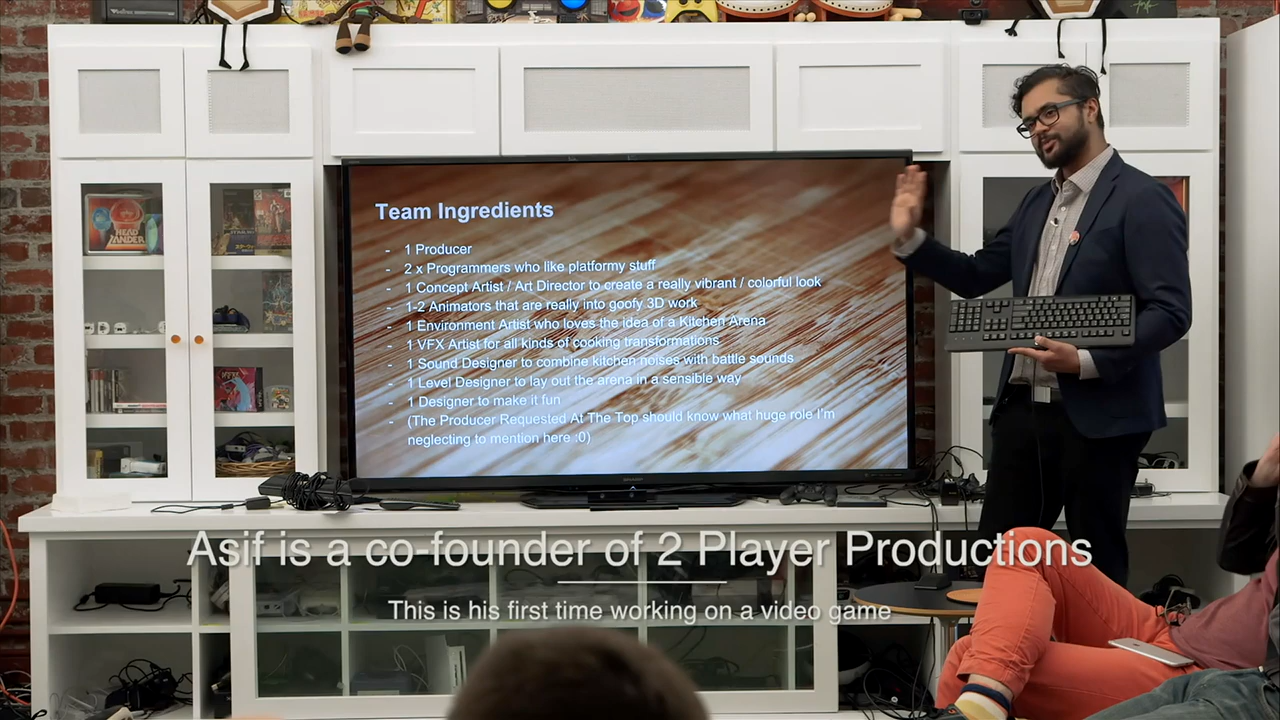 HEAD
LANDER
Team Ingredients
- 1 Producer
- 2 x Programmers who like platformy stuff
- 1 Concept Artist / Art Director to create a really vibrant / colorful look
- 1-2 Animators that are really into goofy 3D work
- 1 Environment Artist who loves the idea of a Kitchen Arena
- 1 VFX Artist for all kinds of cooking transformations
- 1 Sound Designer to combine kitchen noises with battle sounds
- 1 Level Designer to lay out the arena in a sensible way
- 1 Designer to make it fun
- (The Producer Requested At The Top should know what huge role I'm
neglecting to mention here :0)
SHARP
Asif is a co-founder of 2 Player Productions
This is his first time working on a video game